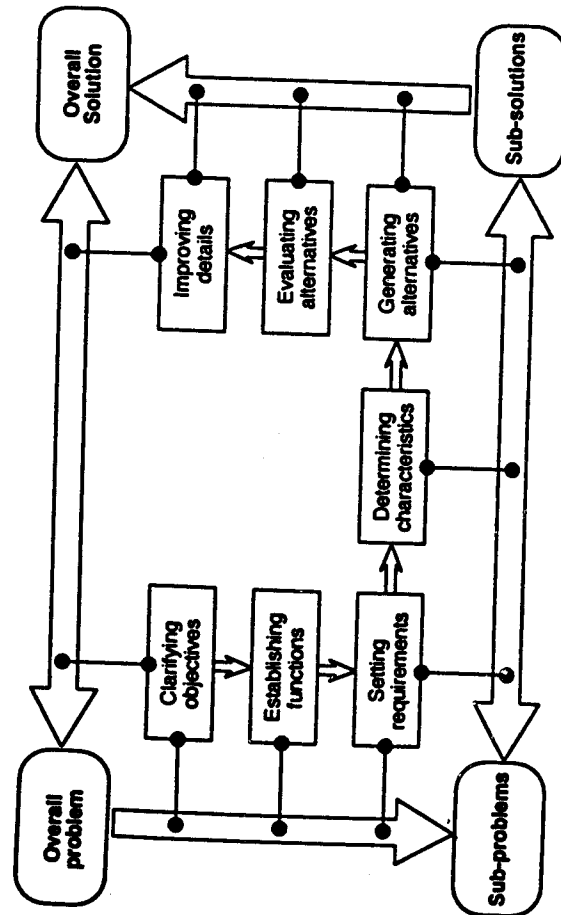 Overall
problem
Overall
Solution
Clarifying
objectives
Improving
details
Establishing
functions
Evaluating
alternatives
Setting
requirements
Determining
characteristics
Generating
alternatives
Sub-problems
Sub-solutions